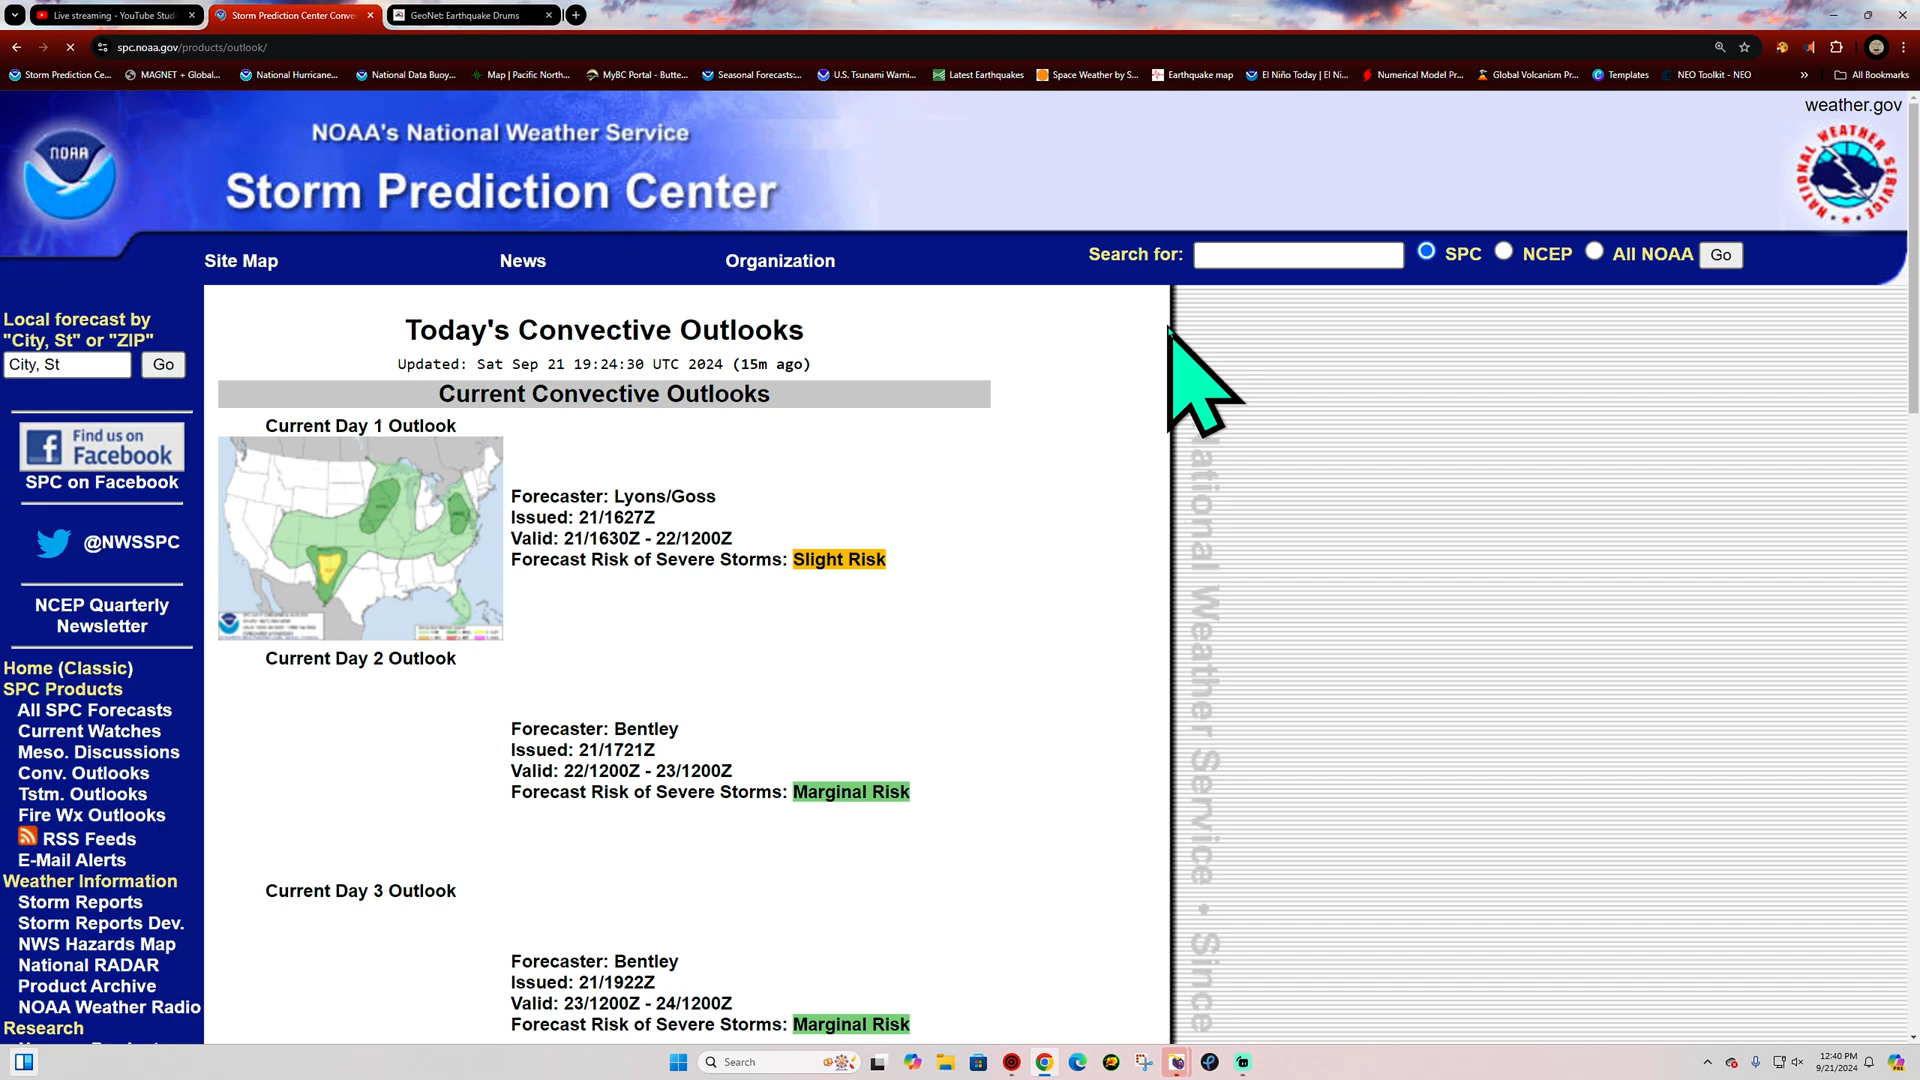 Live streaming - YouTube Stud
Storm Prediction Center Conve
GeoNet: Earthquake Drums
spc.noaa.gov/products/outlook/
Storm Prediction Ce...
MAGNET + Global...
National Hurricane...
National Data Buoy...
Map | Pacific North...
MyBC Portal - Butte...
Seasonal Forecasts:...
U.S. Tsunami Warni...
Latest Earthquakes
Space Weather by S...
Earthquake map
El Niño Today | El Ni...
Numerical Model Pr...
Global Volcanism Pr...
Templates
NEO Toolkit - NEO
All Bookmarks
weather.gov
NOAA
NOAA's National Weather Service
Storm Prediction Center
NATIONAL WEATHER SERVICE
Site Map
News
Organization
Search for:
SPC
NCEP
All NOAA
Go
Local forecast by
"City, St" or "ZIP"
City, St
Go
Find us on
Facebook
SPC on Facebook
@NWSSPC
NCEP Quarterly
Newsletter
Home (Classic)
SPC Products
All SPC Forecasts
Current Watches
Meso. Discussions
Conv. Outlooks
Tstm. Outlooks
Fire Wx Outlooks
RSS Feeds
E-Mail Alerts
Weather Information
Storm Reports
Storm Reports Dev.
NWS Hazards Map
National RADAR
Product Archive
NOAA Weather Radio
Research
Today's Convective Outlooks
Updated: Sat Sep 21 19:24:30 UTC 2024 (15m ago)
Current Convective Outlooks
Current Day 1 Outlook
Forecaster: Lyons/Goss
Issued: 21/1627Z
Valid: 21/1630Z - 22/1200Z
Forecast Risk of Severe Storms: Slight Risk
Current Day 2 Outlook
Forecaster: Bentley
Issued: 21/1721Z
Valid: 22/1200Z - 23/1200Z
Forecast Risk of Severe Storms: Marginal Risk
Current Day 3 Outlook
Forecaster: Bentley
Issued: 21/1922Z
Valid: 23/1200Z - 24/1200Z
Forecast Risk of Severe Storms: Marginal Risk
National Weather Service • Since
Search
12:40 PM
9/21/2024